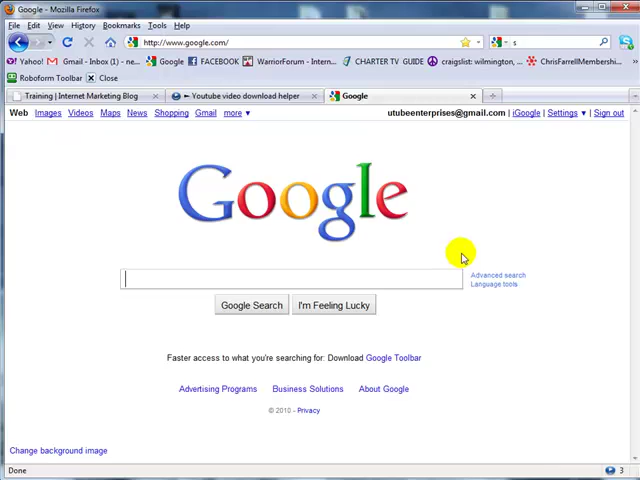 Google - Mozilla Firefox
File Edit View History Bookmarks Tools Help
http://www.google.com/ s
Yahoo! Gmail - Inbox (1) - ne... Google FACEBOOK WarriorForum - Intern... CHARTER TV GUIDE craigslist: wilmington, ... ChrisFarrellMembershi...
Roboform Toolbar Close
Training | Internet Marketing Blog Youtube video download helper Google
Web Images Videos Maps News Shopping Gmail more ▼ utubeenterprises@gmail.com | iGoogle | Settings ▼ | Sign out
Google
Advanced search
Language tools
Google Search I'm Feeling Lucky
Faster access to what you're searching for: Download Google Toolbar
Advertising Programs Business Solutions About Google
© 2010 - Privacy
Change background image
Done 3